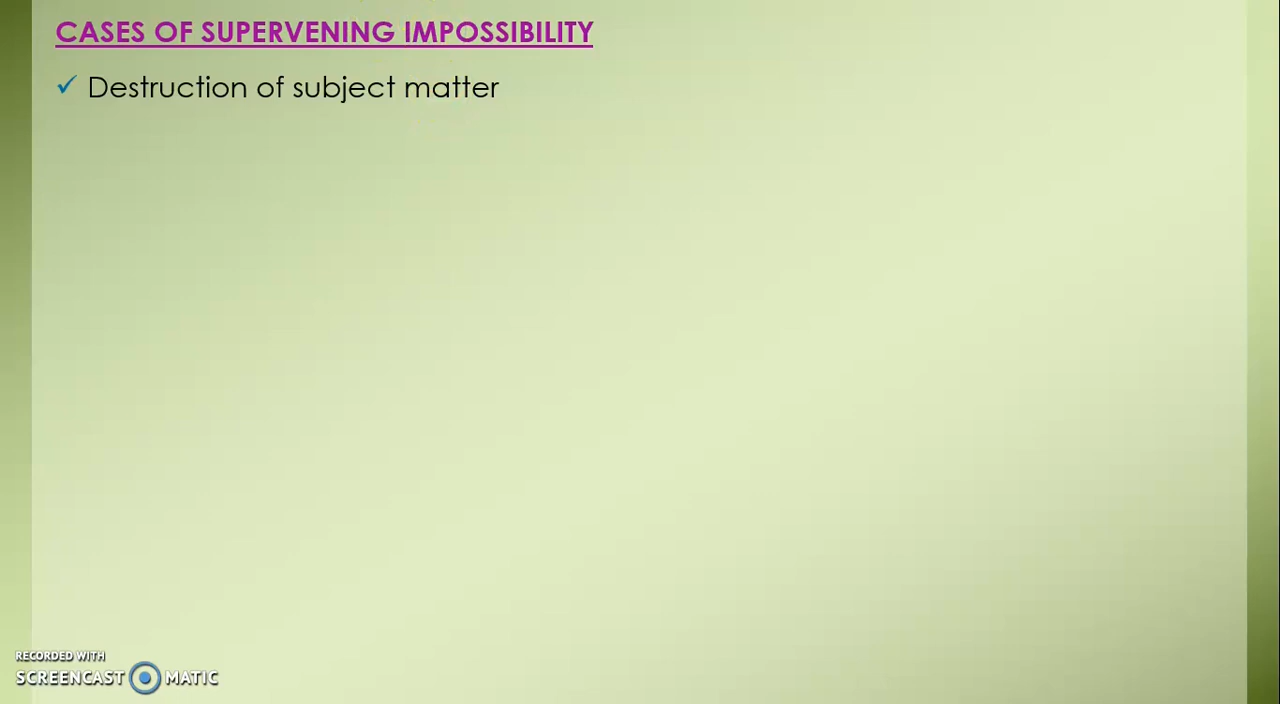 CASES OF SUPERVENING IMPOSSIBILITY
✓ Destruction of subject matter
RECORDED WITH
SCREENCAST MATIC